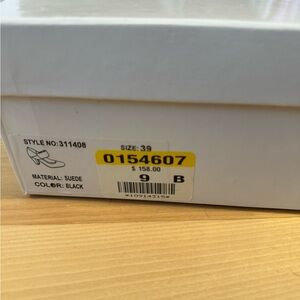 STYLE NO:311408
SIZE: 39
0154607
$ 158.00
9 B
MATERIAL: SUEDE
COLOR: BLACK